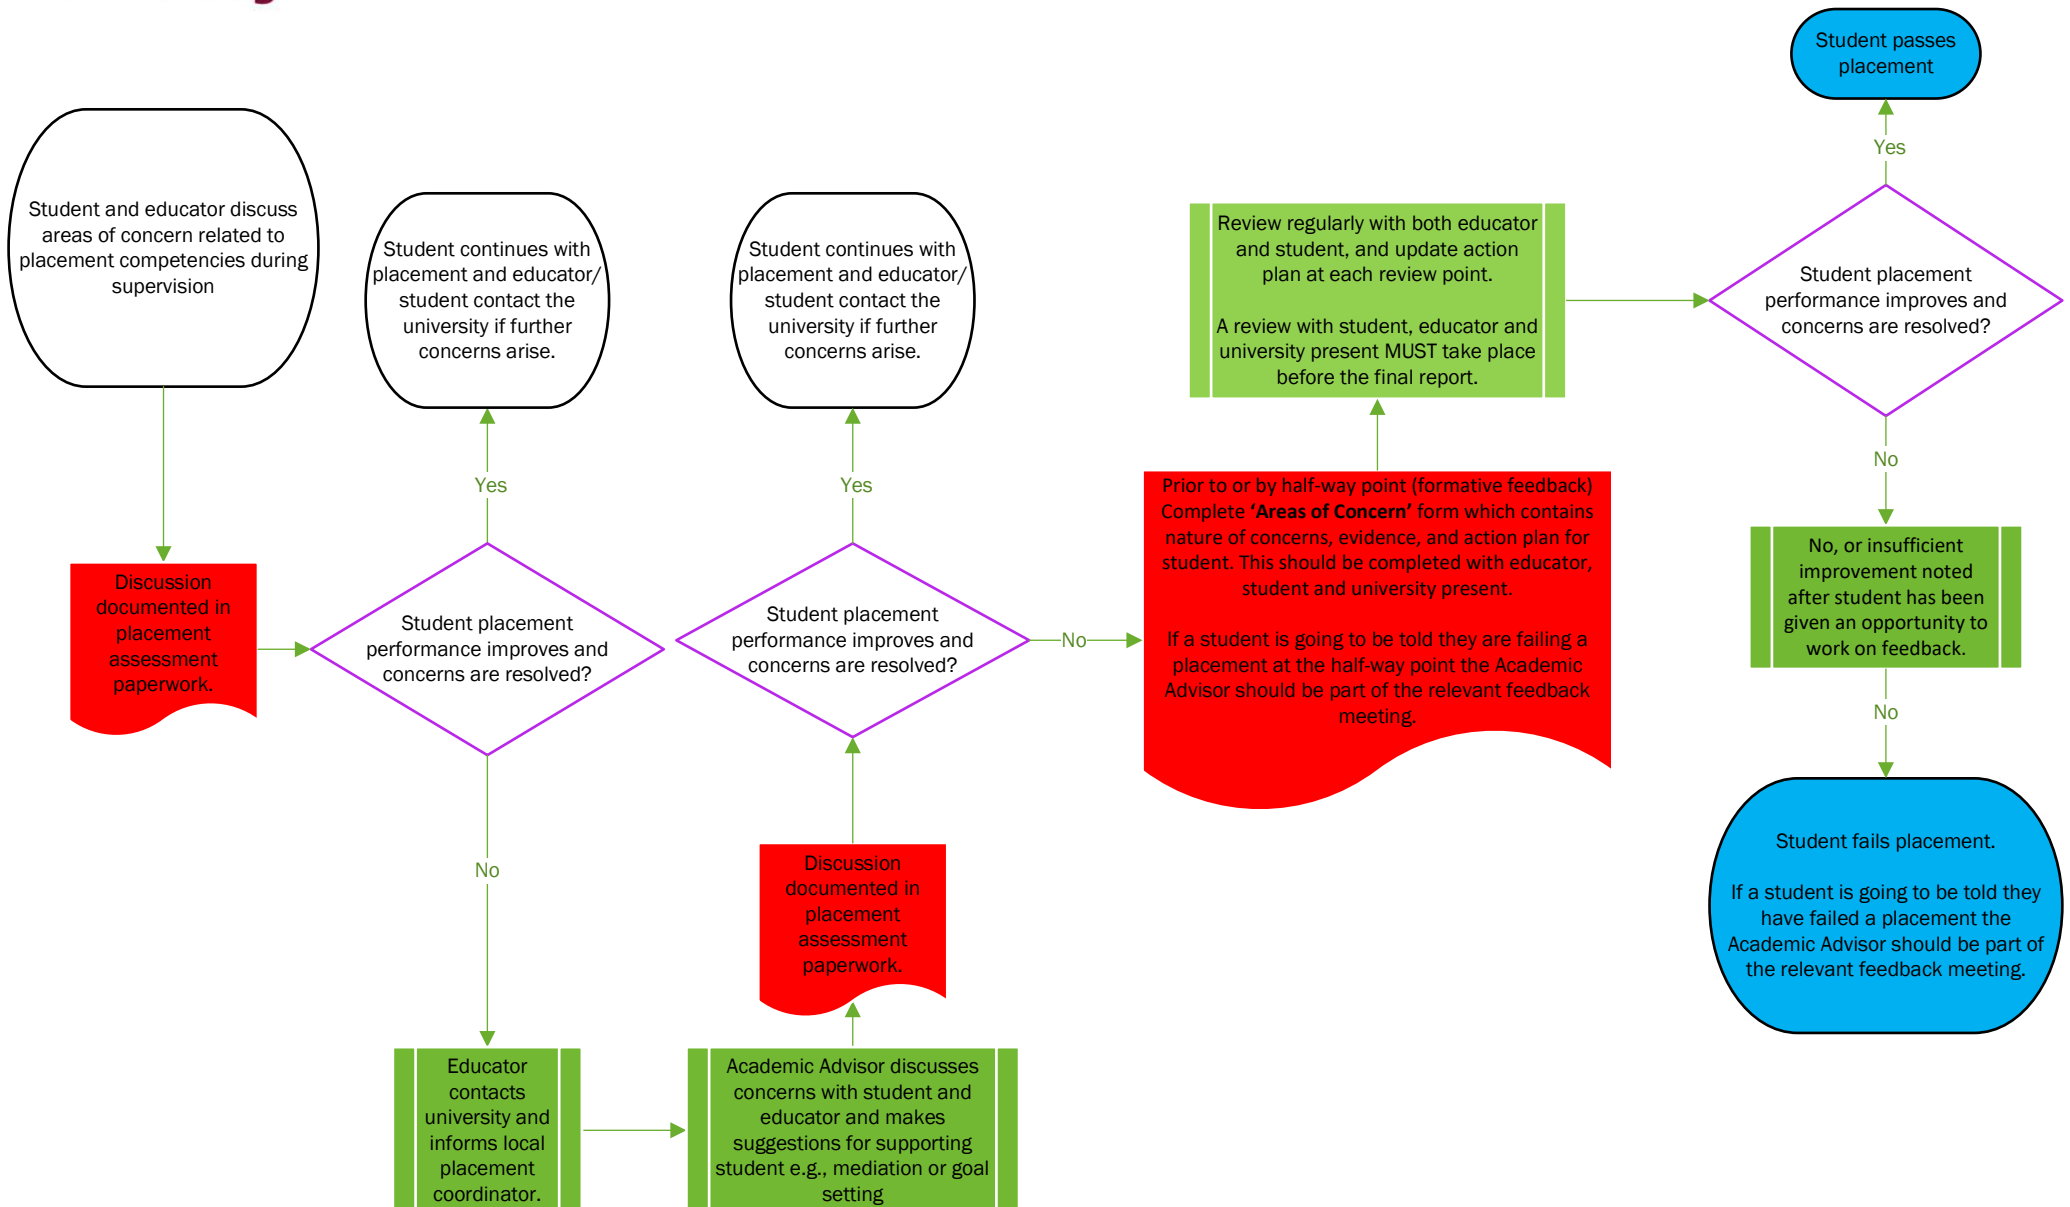 Student and educator discuss
areas of concern related to
placement competencies during
supervision
Discussion
documented in
placement
assessment
paperwork.
Student continues with
placement and educator/
student contact the
university if further
concerns arise.
Yes
Student placement
performance improves and
concerns are resolved?
No
Educator
contacts
university and
informs local
placement
coordinator.
Academic Advisor discusses
concerns with student and
educator and makes
suggestions for supporting
student e.g., mediation or goal
setting
Discussion
documented in
placement
assessment
paperwork.
Student placement
performance improves and
concerns are resolved?
Yes
Student continues with
placement and educator/
student contact the
university if further
concerns arise.
No
Prior to or by half-way point (formative feedback)
Complete ‘Areas of Concern’ form which contains
nature of concerns, evidence, and action plan for
student. This should be completed with educator,
student and university present.
If a student is going to be told they are failing a
placement at the half-way point the Academic
Advisor should be part of the relevant feedback
meeting.
Review regularly with both educator
and student, and update action
plan at each review point.
A review with student, educator and
university present MUST take place
before the final report.
Student placement
performance improves and
concerns are resolved?
Yes
Student passes
placement
No
No, or insufficient
improvement noted
after student has been
given an opportunity to
work on feedback.
No
Student fails placement.
If a student is going to be told they
have failed a placement the
Academic Advisor should be part of
the relevant feedback meeting.